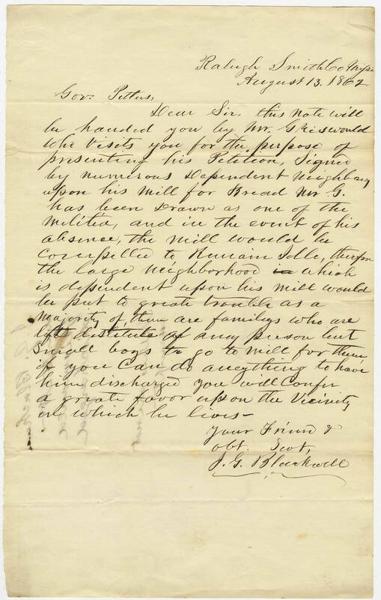 Raleigh Smith Co Miss
August 13, 1862
Gov. Pettus,
Dear Sir, this Note will
be handed you by Mr. Griswould
who visits you for the purpose of
presenting his Petition, Signed
by numerous Dependent Neighbors
upon his Mill for Bread Mr G.
has been Drawn as one of the
Militia, and in the event of his
absence, the Mill would be
Compelled to Remain Idle, therefore
the large Neighborhood which
is dependent upon his Mill would
be put to greate trouble as a
Majority of them are familys who are
left distitute of any person but
Small boys to go to Mill for them
if you Can do anything to have
him discharged you will Confer
a greate favor upon the Vicinity
in which he lives—
Your Friend &
obt. Svt,
J. G. Blackwell